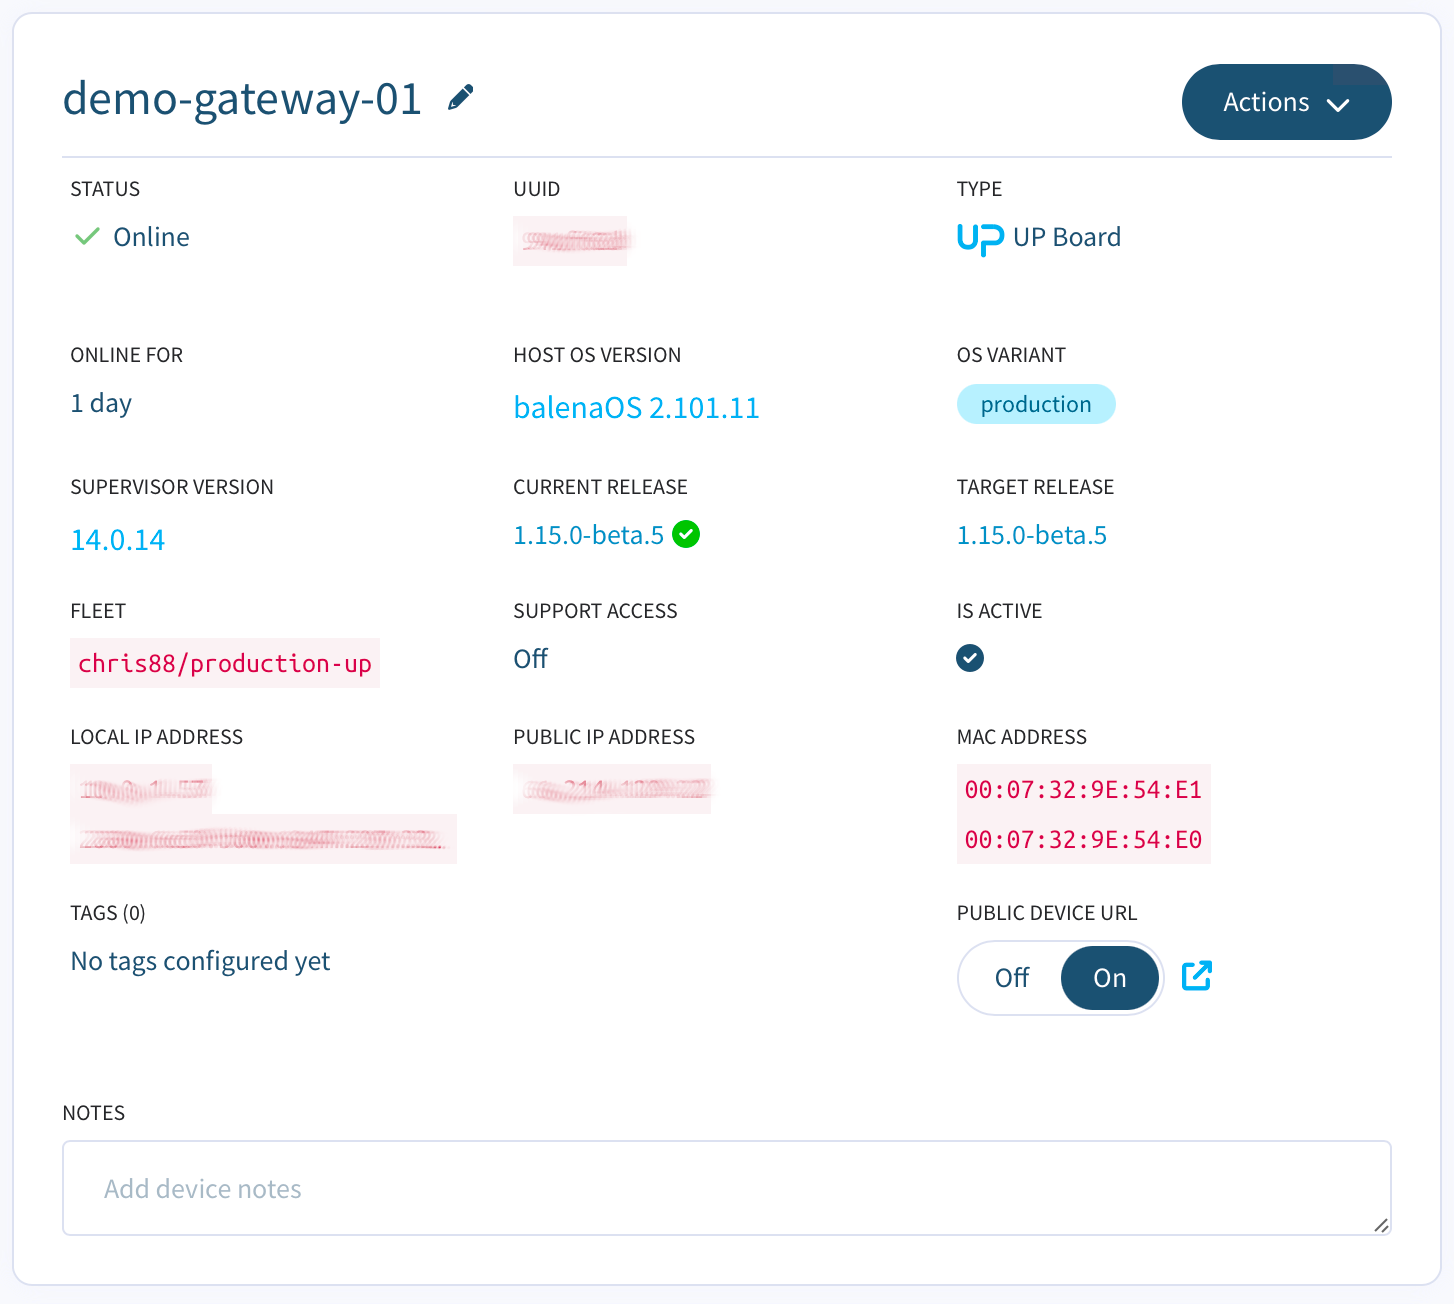 demo-gateway-01
Actions
STATUS
UUID
TYPE
Online
UP UP Board
ONLINE FOR
HOST OS VERSION
OS VARIANT
1 day
balenaOS 2.101.11
production
SUPERVISOR VERSION
CURRENT RELEASE
TARGET RELEASE
14.0.14
1.15.0-beta.5
1.15.0-beta.5
FLEET
SUPPORT ACCESS
IS ACTIVE
chris88/production-up
Off
LOCAL IP ADDRESS
PUBLIC IP ADDRESS
MAC ADDRESS
00:07:32:9E:54:E1
00:07:32:9E:54:E0
TAGS (0)
PUBLIC DEVICE URL
No tags configured yet
Off
On
NOTES
Add device notes